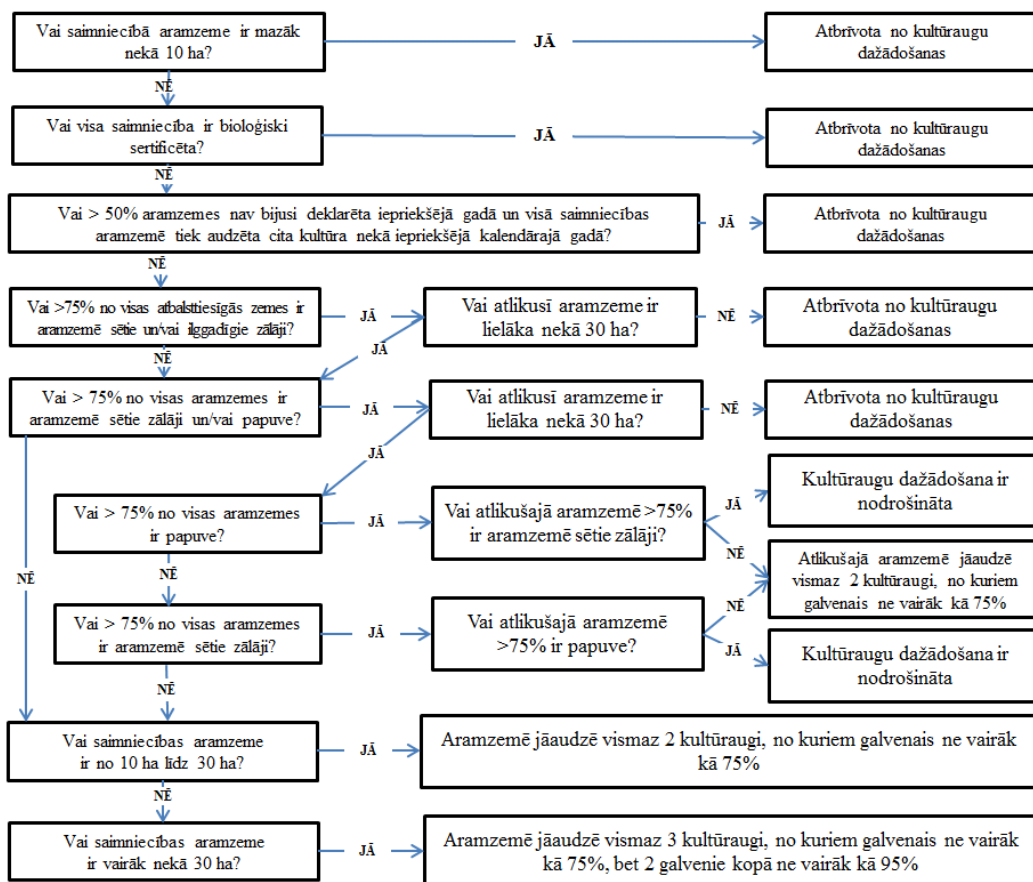 Vai saimniecībā aramzeme ir mazāk
nekā 10 ha?
JĀ
Atbrīvota no kultūraugu
dažādošanas
NĒ
Vai visa saimniecība ir bioloģiski
sertificēta?
JĀ
Atbrīvota no kultūraugu
dažādošanas
NĒ
Vai > 50% aramzemes nav bijusi deklarēta iepriekšējā gadā un visā saimniecības
aramzemē tiek audzēta cita kultūra nekā iepriekšējā kalendārajā gadā?
JĀ
Atbrīvota no kultūraugu
dažādošanas
NĒ
Vai >75% no visas atbalsttiesīgās zemes ir
aramzemē sētie un/vai ilggadīgie zālāji?
JĀ
Vai atlikusī aramzeme ir
lielāka nekā 30 ha?
NĒ
Atbrīvota no kultūraugu
dažādošanas
JĀ
NĒ
Vai > 75% no visas aramzemes ir
aramzemē sētie zālāji un/vai papuve?
JĀ
Vai atlikusī aramzeme ir
lielāka nekā 30 ha?
NĒ
Atbrīvota no kultūraugu
dažādošanas
JĀ
Vai > 75% no visas aramzemes
ir papuve?
JĀ
Vai atlikušajā aramzemē >75%
ir aramzemē sētie zālāji?
JĀ
Kultūraugu dažādošana ir
nodrošināta
NĒ
Atlikušajā aramzemē jāaudzē
vismaz 2 kultūraugi, no kuriem
galvenais ne vairāk kā 75%
NĒ
NĒ
Vai > 75% no visas aramzemes
ir aramzemē sētie zālāji?
JĀ
Vai atlikušajā aramzemē
>75% ir papuve?
NĒ
JĀ
Kultūraugu dažādošana ir
nodrošināta
NĒ
Vai saimniecības aramzeme
ir no 10 ha līdz 30 ha?
JĀ
Aramzemē jāaudzē vismaz 2 kultūraugi, no kuriem galvenais ne vairāk
kā 75%
NĒ
Vai saimniecības aramzeme
ir vairāk nekā 30 ha?
JĀ
Aramzemē jāaudzē vismaz 3 kultūraugi, no kuriem galvenais ne vairāk
kā 75%, bet 2 galvenie kopā ne vairāk kā 95%